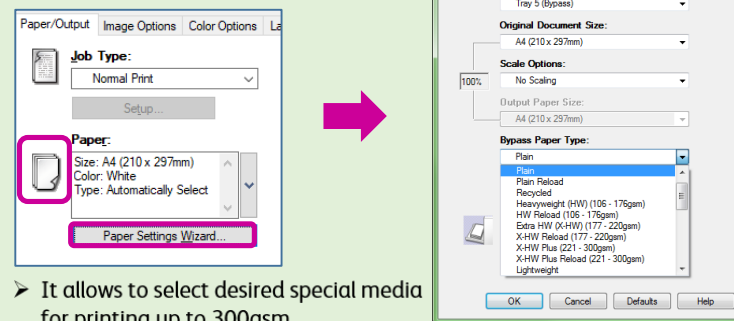 Paper/Output Image Options Color Options
Job Type:
Normal Print
Setup...
Paper:
Size: A4 (210 x 297mm)
Color: White
Type: Automatically Select
Paper Settings Wizard...
➢ It allows to select desired special media
for printing up to 300gsm
Tray 5 (Bypass)
Original Document Size:
A4 (210 x 297mm)
Scale Options:
100% No Scaling
Output Paper Size:
A4 (210 x 297mm)
Bypass Paper Type:
Plain
Plain
Plain Reload
Recycled
Heavyweight (HW) (106 - 176gsm)
HW Reload (106 - 176gsm)
Extra HW (X-HW) (177 - 220gsm)
X-HW Reload (177 - 220gsm)
X-HW Plus (221 - 300gsm)
X-HW Plus Reload (221 - 300gsm)
Lightweight
OK Cancel Defaults Help